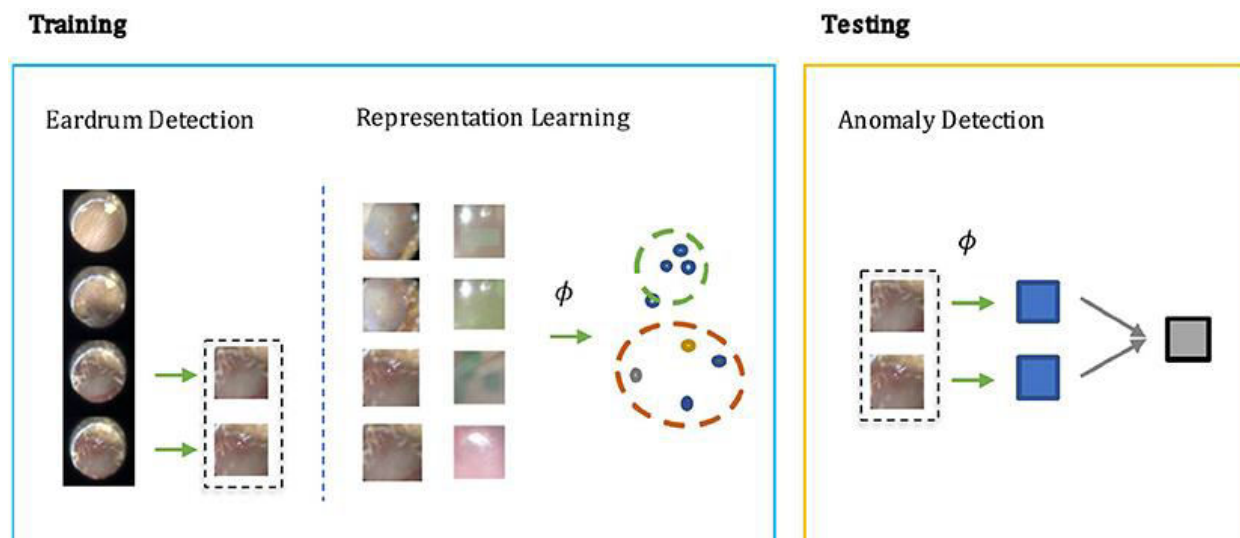 Training
Testing
Eardrum Detection
Representation Learning
Anomaly Detection
ϕ
ϕ